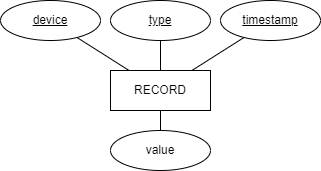 device
type
timestamp
RECORD
value